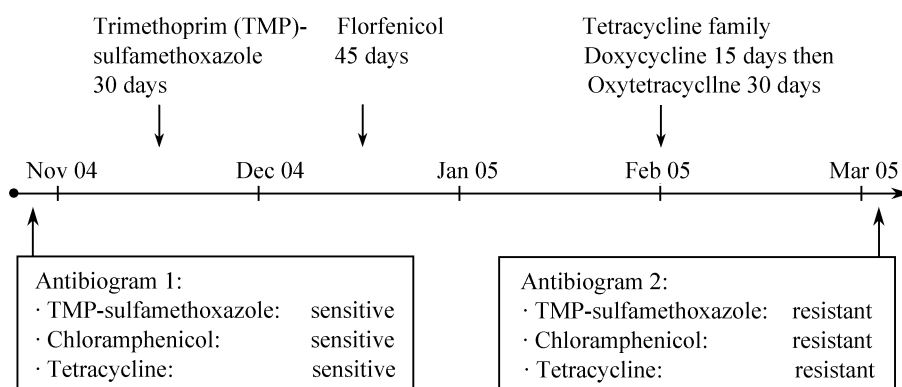 Trimethoprim (TMP)-
sulfamethoxazole
30 days
Florfenicol
45 days
Tetracycline family
Doxycycline 15 days then
Oxytetracycllne 30 days
Nov 04
Dec 04
Jan 05
Feb 05
Mar 05
Antibiogram 1:
· TMP-sulfamethoxazole: sensitive
· Chloramphenicol: sensitive
· Tetracycline: sensitive
Antibiogram 2:
· TMP-sulfamethoxazole: resistant
· Chloramphenicol: resistant
· Tetracycline: resistant